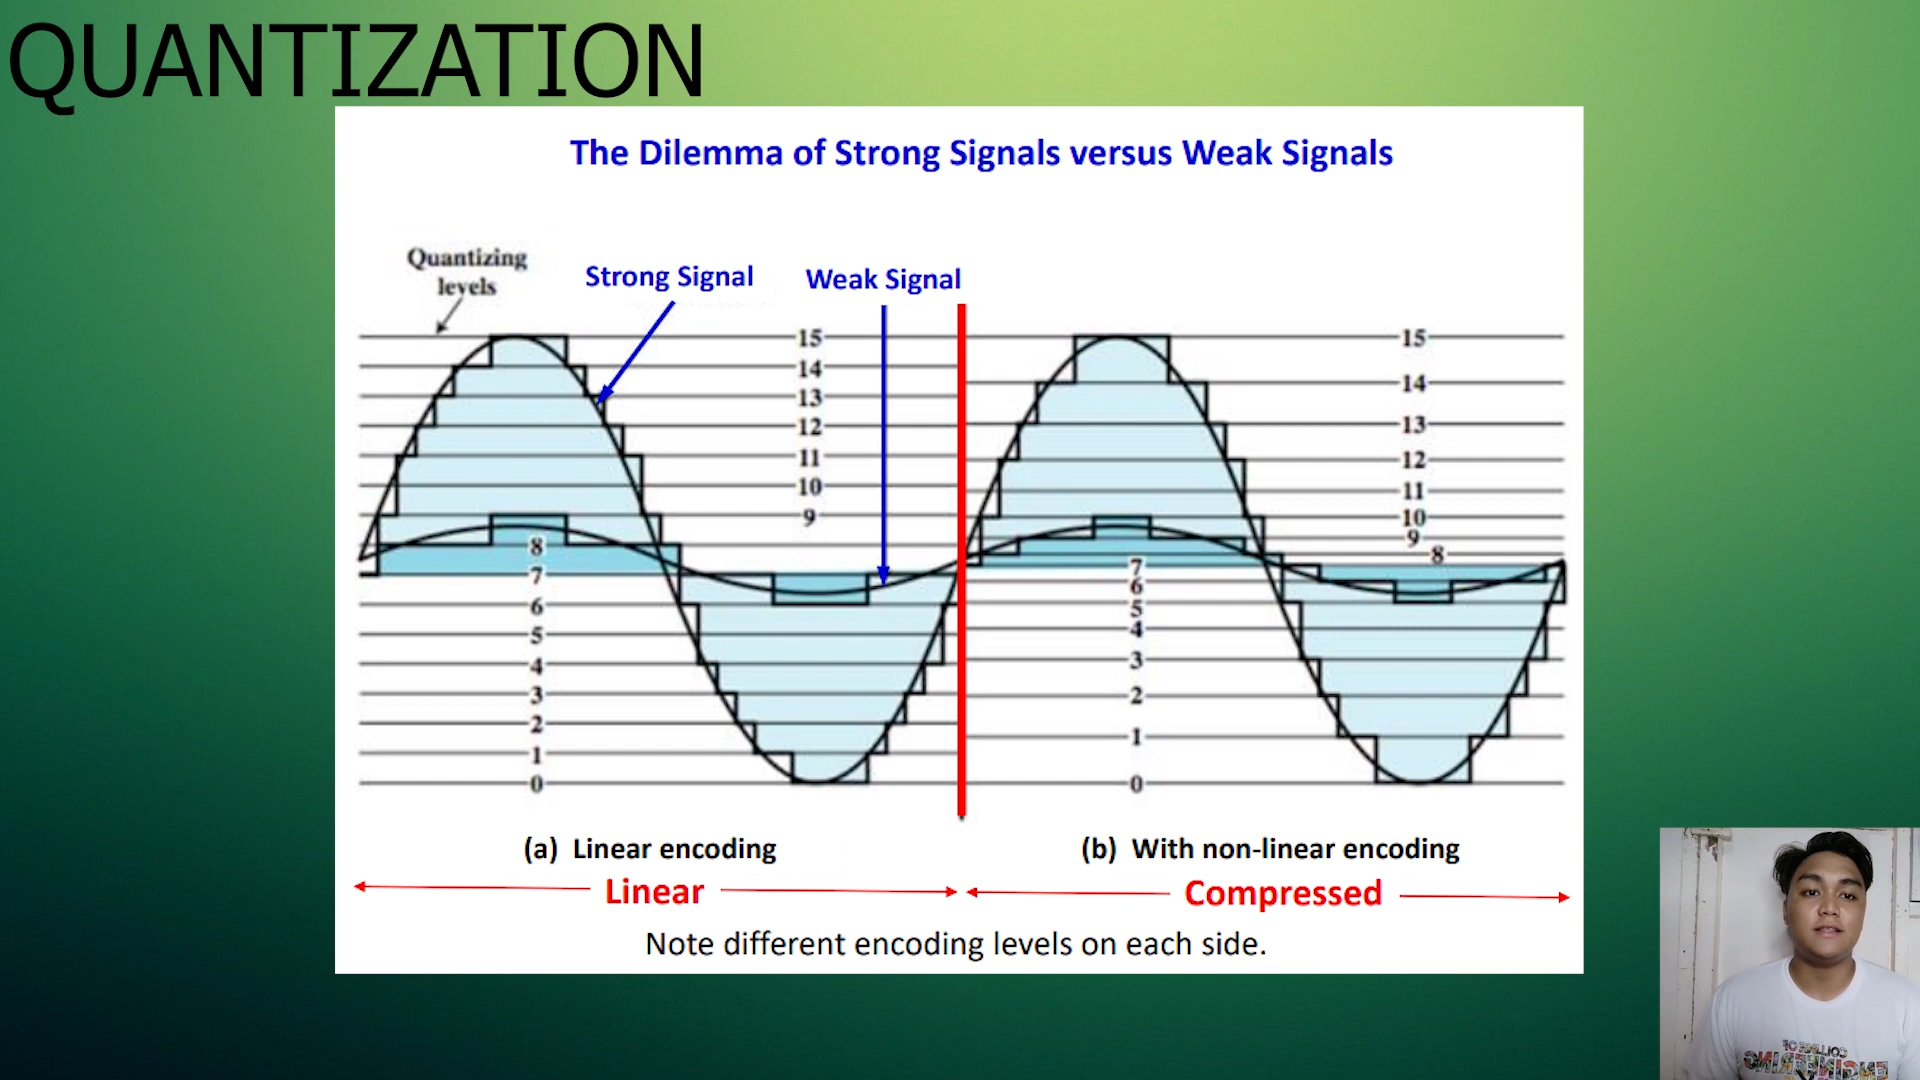 QUANTIZATION
The Dilemma of Strong Signals versus Weak Signals
Quantizing
levels
Strong Signal
Weak Signal
15
14
13
12
11
10
9
8
7
6
5
4
3
2
1
0
15
14
13
12
11
10
9
8
7
6
5
4
3
2
1
0
(a) Linear encoding
(b) With non-linear encoding
Linear
Compressed
Note different encoding levels on each side.
COLLEGE OF
ENGINEERING